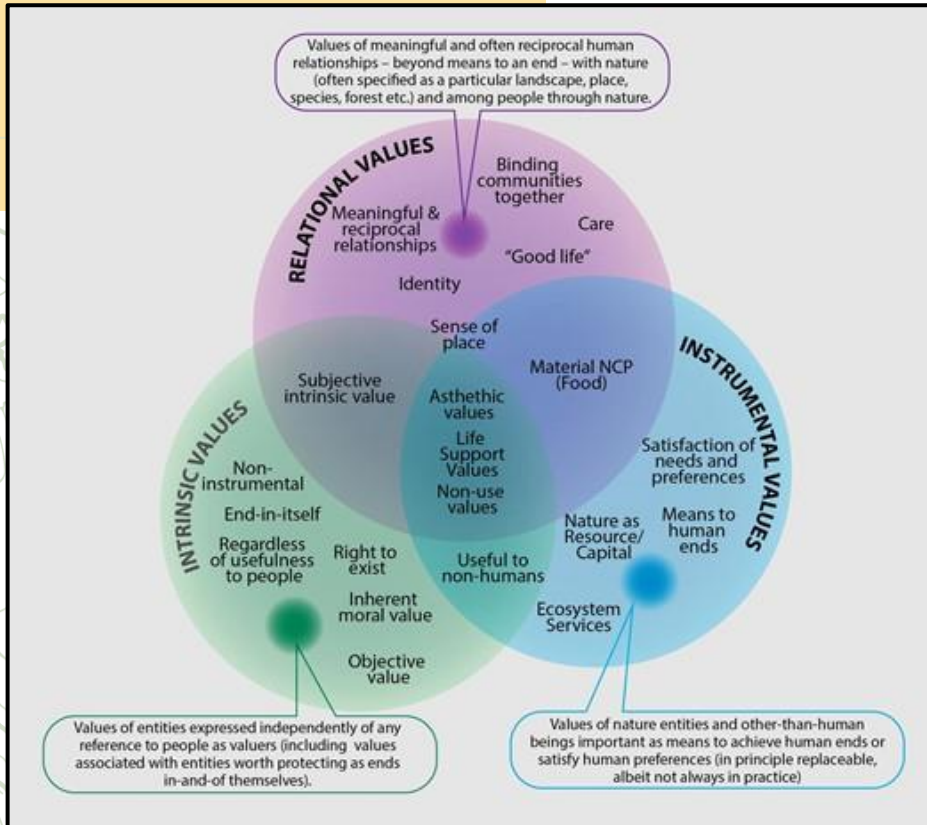 Values of meaningful and often reciprocal human
relationships – beyond means to an end – with nature
(often specified as a particular landscape, place,
species, forest etc.) and among people through nature.
RELATIONAL VALUES
Binding
communities
together
Meaningful &
reciprocal
relationships
Care
"Good life"
Identity
Sense of
place
INSTRUMENTAL VALUES
Material NCP
(Food)
Subjective
intrinsic value
Asthethic
values
Life
Support
Values
Non-use
values
INTRINSIC VALUES
Non-
instrumental
End-in-itself
Regardless
of usefulness
to people
Right to
exist
Inherent
moral value
Objective
value
Useful to
non-humans
Satisfaction of
needs and
preferences
Nature as
Resource/
Capital
Means to
human
ends
Ecosystem
Services
Values of entities expressed independently of any
reference to people as valuers (including values
associated with entities worth protecting as ends
in-and-of themselves).
Values of nature entities and other-than-human
beings important as means to achieve human ends or
satisfy human preferences (in principle replaceable,
albeit not always in practice)